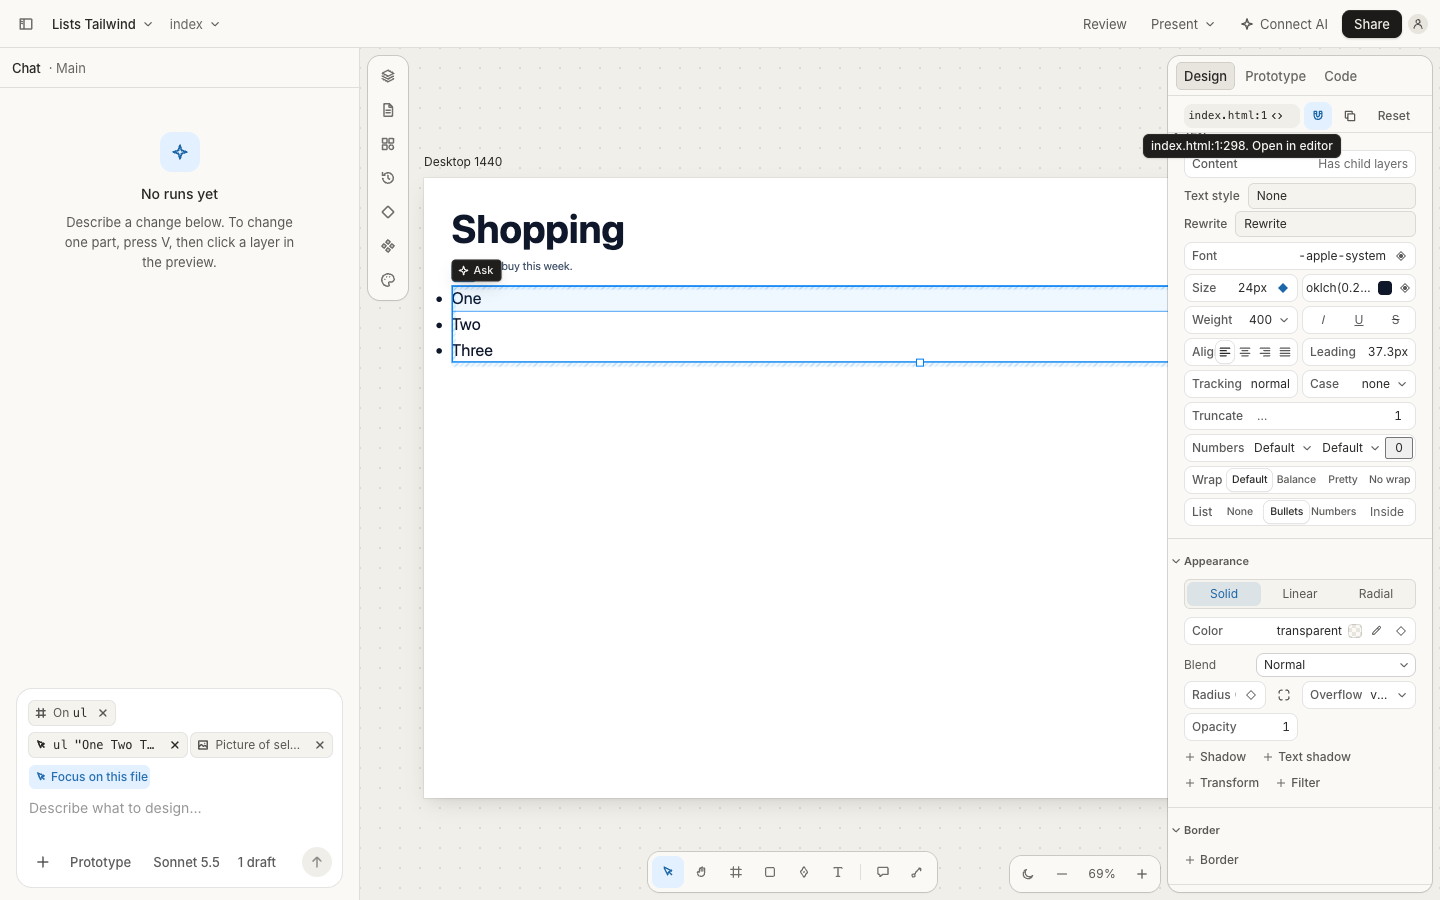 Lists Tailwind
index
Review
Present
Connect AI
Share
Chat · Main
No runs yet
Describe a change below. To change
one part, press V, then click a layer in
the preview.
On ul
ul "One Two T…
Picture of sel…
Focus on this file
Describe what to design…
Prototype
Sonnet 5.5
1 draft
Desktop 1440
Shopping
Ask
buy this week.
• One
• Two
• Three
69%
Design
Prototype
Code
index.html:1
Reset
index.html:1:298. Open in editor
Content
Has child layers
Text style
None
Rewrite
Rewrite
Font
-apple-system
Size
24px
oklch(0.2…
Weight
400
I
U
S
Alig
Leading
37.3px
Tracking
normal
Case
none
Truncate
…
1
Numbers
Default
Default
0
Wrap
Default
Balance
Pretty
No wrap
List
None
Bullets
Numbers
Inside
Appearance
Solid
Linear
Radial
Color
transparent
Blend
Normal
Radius
Overflow
v…
Opacity
1
Shadow
Text shadow
Transform
Filter
Border
Border